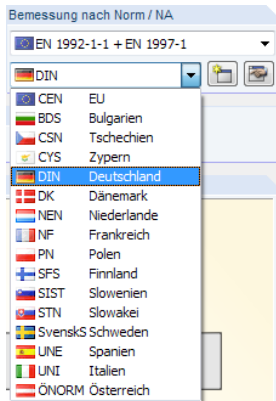 Bemessung nach Norm / NA
EN 1992-1-1 + EN 1997-1
DIN
CEN EU
BDS Bulgarien
CSN Tschechien
CYS Zypern
DIN Deutschland
DK Dänemark
NEN Niederlande
NF Frankreich
PN Polen
SFS Finnland
SIST Slowenien
STN Slowakei
SvenskS Schweden
UNE Spanien
UNI Italien
ÖNORM Österreich